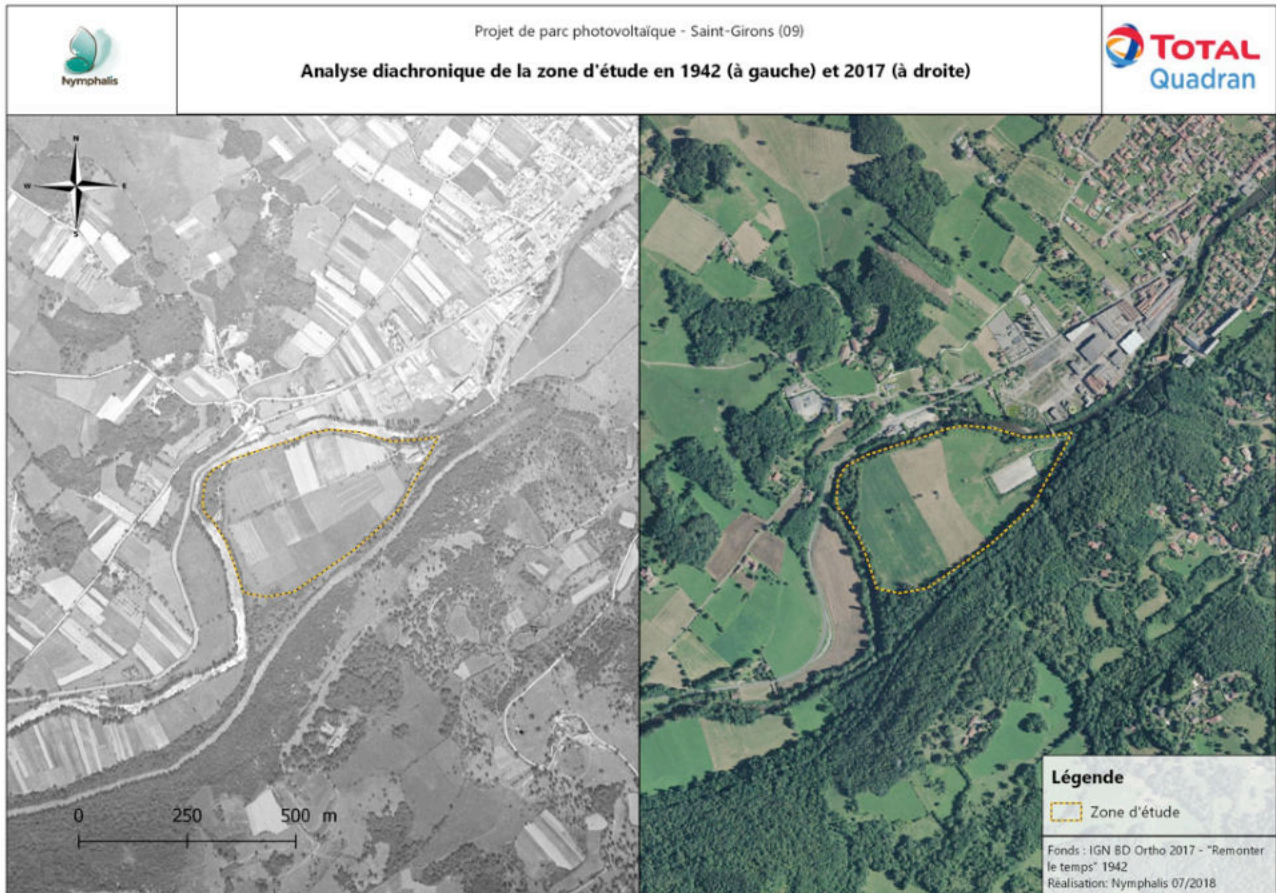 Nymphalis
Projet de parc photovoltaïque - Saint-Girons (09)
Analyse diachronique de la zone d'étude en 1942 (à gauche) et 2017 (à droite)
TOTAL
Quadran
N
W E
S
0 250 500 m
Légende
Zone d'étude
Fonds : IGN BD Ortho 2017 - "Remonter
le temps" 1942
Réalisation: Nymphalis 07/2018